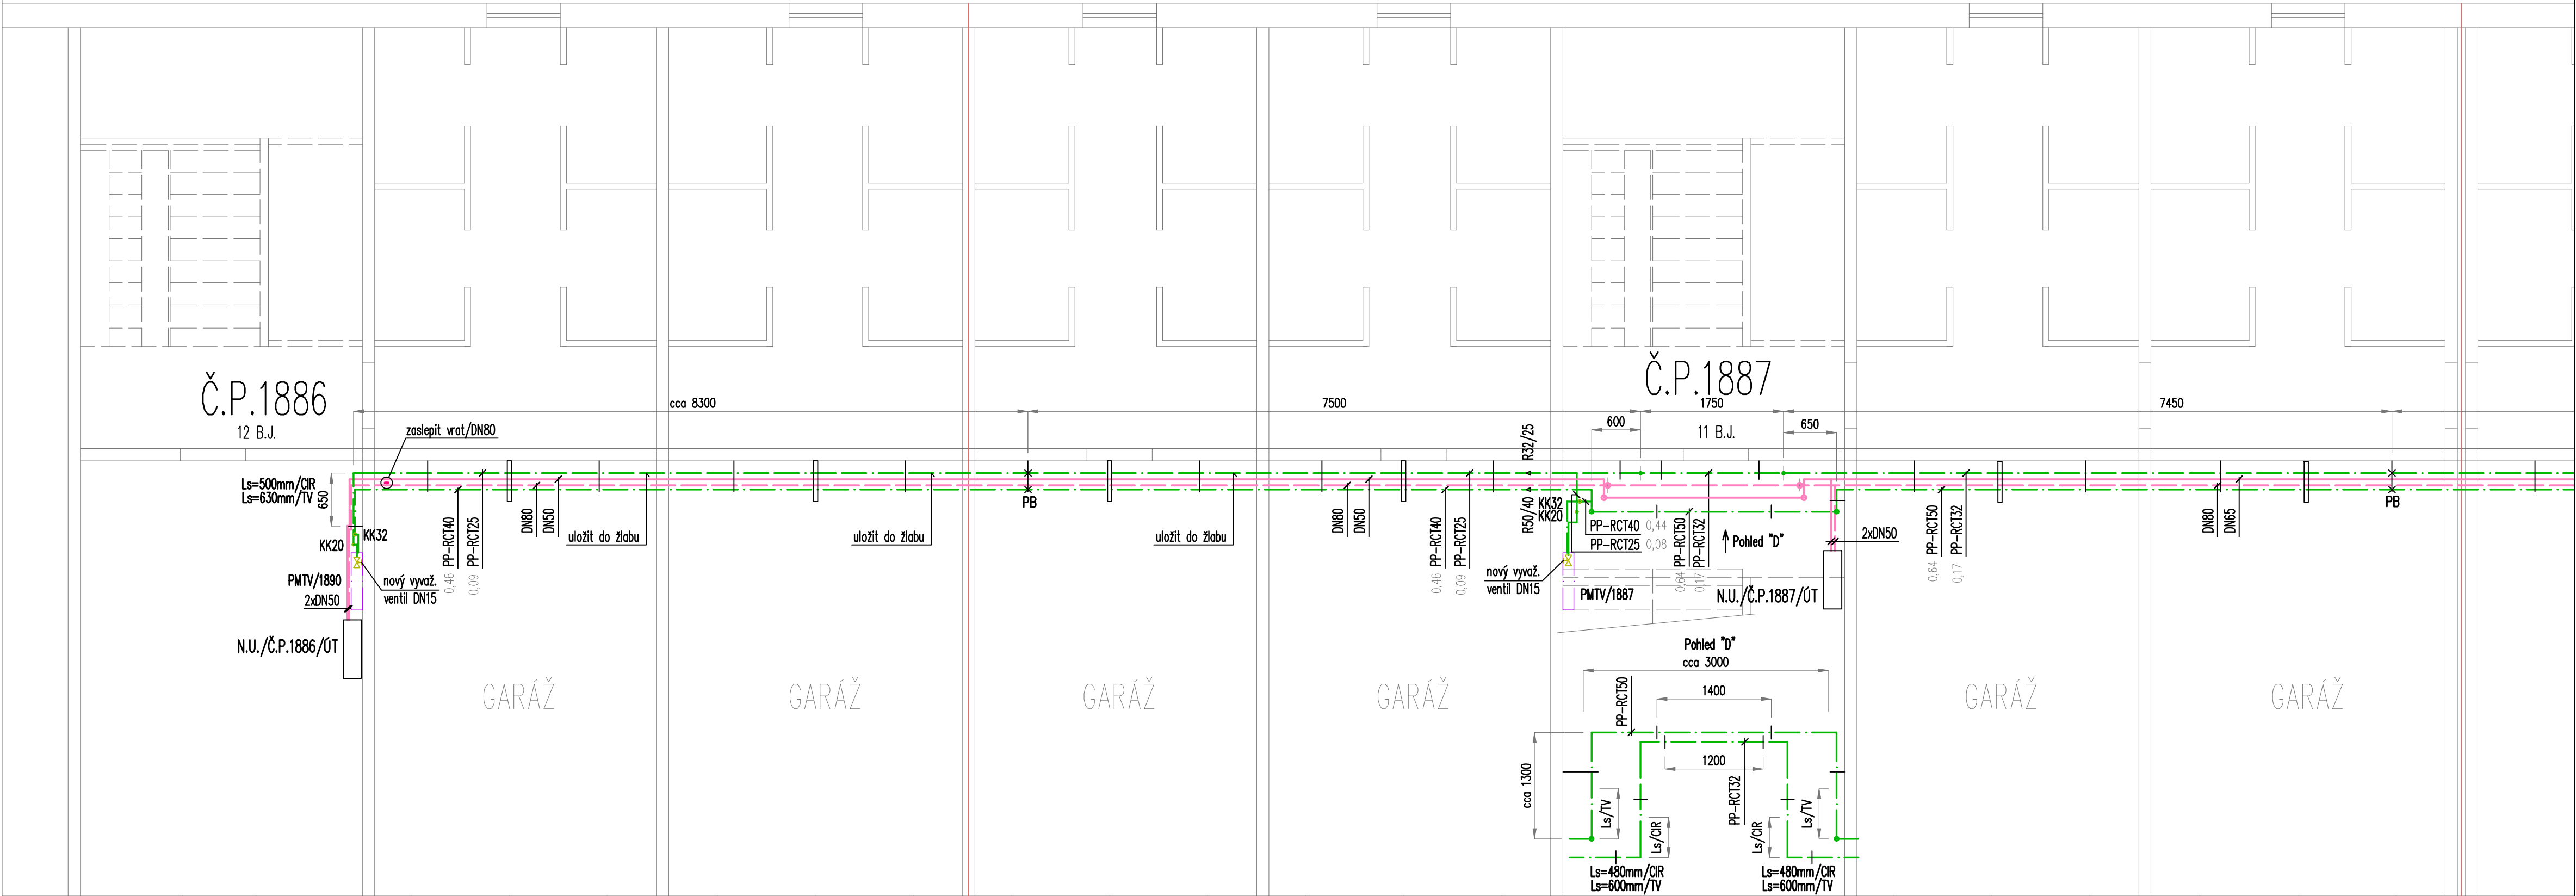 Č.P.1886
12 B.J.
zaslepit vrat/DN80
cca 8300
7500
Č.P.1887
1750
11 B.J.
600
650
7450
Ls=500mm/CIR
Ls=630mm/TV
650
KK20
KK32
PMTV/1890
2xDN50
nový vyvaž.
ventil DN15
N.U./Č.P.1886/ÚT
0,46 PP-RCT40
0,09 PP-RCT25
DN80
DN50
uložit do žlabu
uložit do žlabu
PB
uložit do žlabu
DN80
DN50
0,46 PP-RCT40
0,09 PP-RCT25
R32/25
R50/40
KK32
KK20
PP-RCT40 0,44
PP-RCT25 0,08
nový vyvaž.
ventil DN15
PMTV/1887
0,64 PP-RCT50
0,17 PP-RCT32
Pohled "D"
2xDN50
N.U./Č.P.1887/ÚT
0,64 PP-RCT50
0,17 PP-RCT32
DN80
DN65
PB
GARÁŽ
GARÁŽ
GARÁŽ
GARÁŽ
GARÁŽ
GARÁŽ
Pohled "D"
cca 3000
PP-RCT50
1400
1200
PP-RCT32
cca 1300
Ls/TV
Ls/CIR
Ls/CIR
Ls/TV
Ls=480mm/CIR
Ls=600mm/TV
Ls=480mm/CIR
Ls=600mm/TV